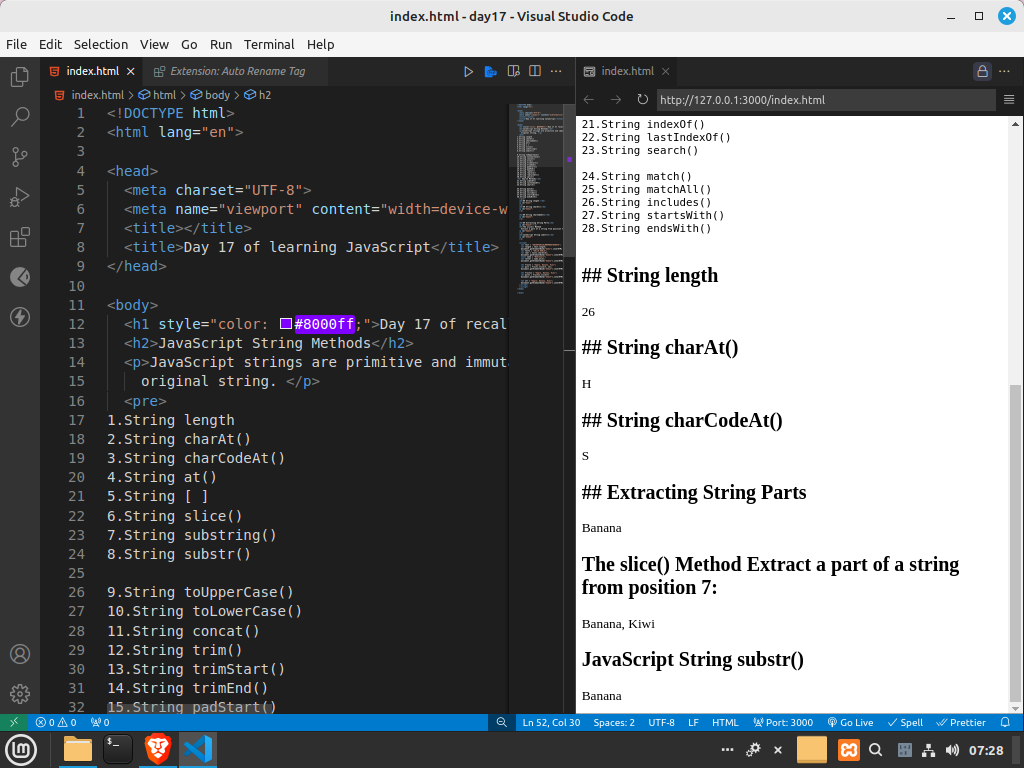 index.html - day17 - Visual Studio Code
File Edit Selection View Go Run Terminal Help
index.html
Extension: Auto Rename Tag
index.html
index.html > html > body > h2
http://127.0.0.1:3000/index.html
1 <!DOCTYPE html>
2 <html lang="en">
3
4 <head>
5 <meta charset="UTF-8">
6 <meta name="viewport" content="width=device-w
7 <title></title>
8 <title>Day 17 of learning JavaScript</title>
9 </head>
10
11 <body>
12 <h1 style="color: #8000ff;">Day 17 of recal
13 <h2>JavaScript String Methods</h2>
14 <p>JavaScript strings are primitive and immut
15 original string. </p>
16 <pre>
17 1.String length
18 2.String charAt()
19 3.String charCodeAt()
20 4.String at()
21 5.String [ ]
22 6.String slice()
23 7.String substring()
24 8.String substr()
25
26 9.String toUpperCase()
27 10.String toLowerCase()
28 11.String concat()
29 12.String trim()
30 13.String trimStart()
31 14.String trimEnd()
32 15.String padStart()
21.String indexOf()
22.String lastIndexOf()
23.String search()
24.String match()
25.String matchAll()
26.String includes()
27.String startsWith()
28.String endsWith()
## String length
26
## String charAt()
H
## String charCodeAt()
S
## Extracting String Parts
Banana
The slice() Method Extract a part of a string
from position 7:
Banana, Kiwi
JavaScript String substr()
Banana
0 0 0 Ln 52, Col 30 Spaces: 2 UTF-8 LF HTML Port: 3000 Go Live Spell Prettier
07:28